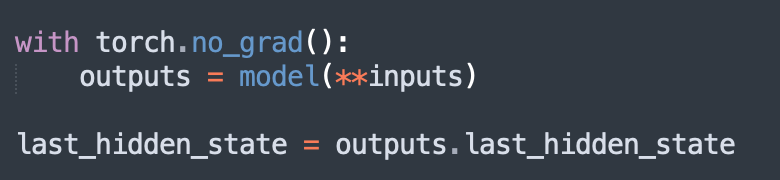 with torch.no_grad():
    outputs = model(**inputs)
last_hidden_state = outputs.last_hidden_state